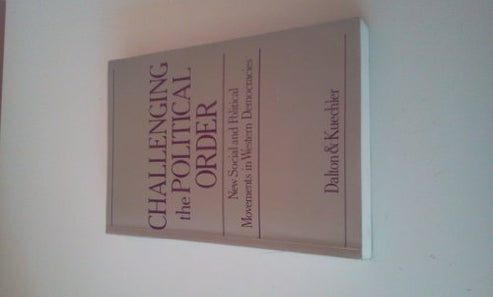 CHALLENGING
the POLITICAL
ORDER
New Social and Political
Movements in Western Democracies
Dalton & Kuechler